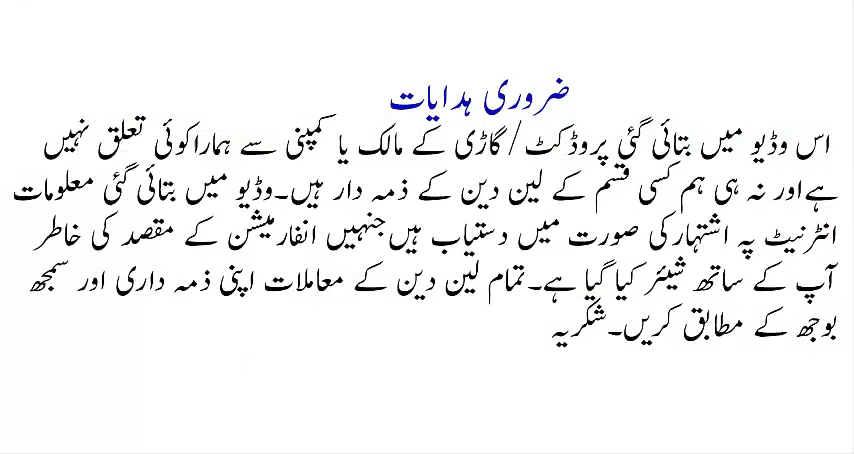 ضروری ہدایات
اس وڈیو میں بتائی گئی پروڈکٹ/گاڑی کے مالک یا کمپنی سے ہماراکوئی تعلق نہیں
ہےاور نہ ہی ہم کسی قسم کے لین دین کے ذمہ دار ہیں۔وڈیو میں بتائی گئی معلومات
انٹرنیٹ پہ اشتہارکی صورت میں دستیاب ہیں جنہیں انفارمیشن کے مقصد کی خاطر
آپ کے ساتھ شیئر کیا گیا ہے۔تمام لین دین کے معاملات اپنی ذمہ داری اور سمجھ
بوجھ کے مطابق کریں۔شکریہ